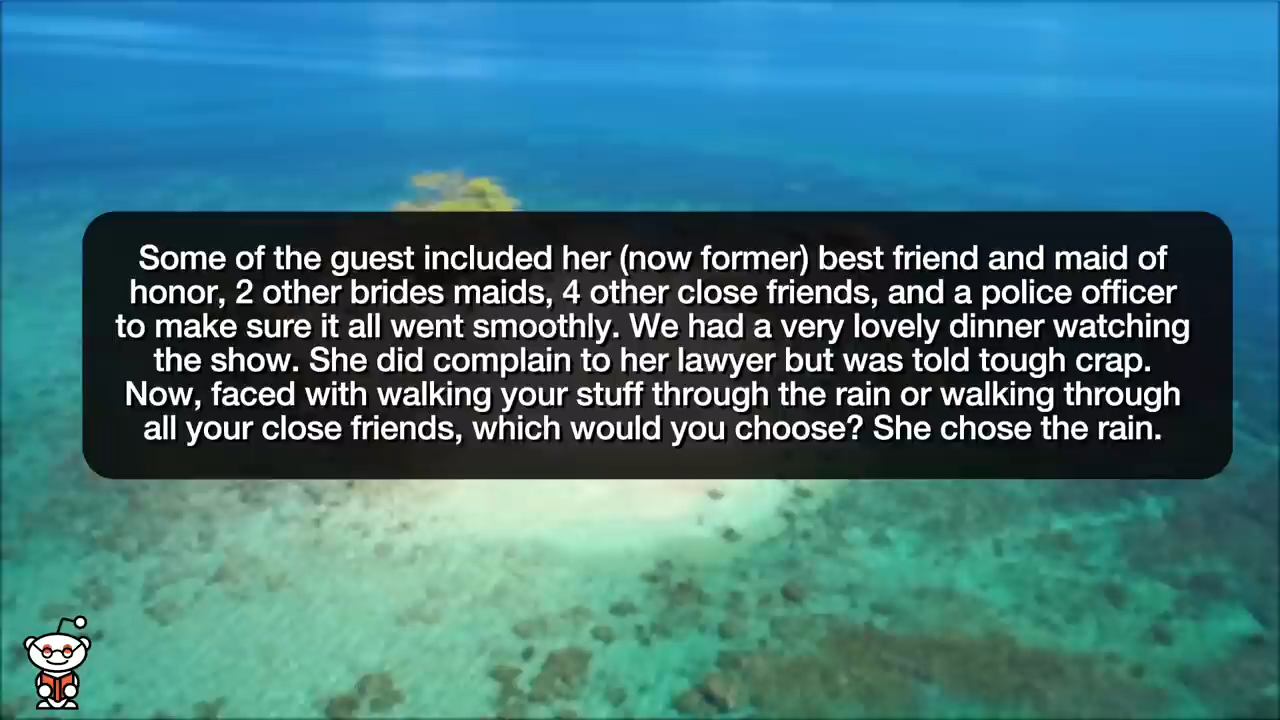 Some of the guest included her (now former) best friend and maid of
honor, 2 other brides maids, 4 other close friends, and a police officer
to make sure it all went smoothly. We had a very lovely dinner watching
the show. She did complain to her lawyer but was told tough crap.
Now, faced with walking your stuff through the rain or walking through
all your close friends, which would you choose? She chose the rain.